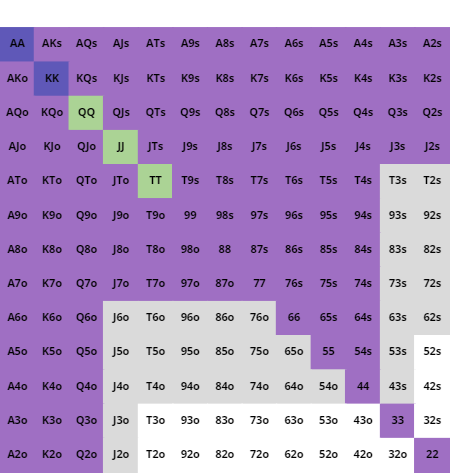 AA AKs AQs AJs ATs A9s A8s A7s A6s A5s A4s A3s A2s
AKo KK KQs KJs KTs K9s K8s K7s K6s K5s K4s K3s K2s
AQo KQo QQ QJs QTs Q9s Q8s Q7s Q6s Q5s Q4s Q3s Q2s
AJo KJo QJo JJ JTs J9s J8s J7s J6s J5s J4s J3s J2s
ATo KTo QTo JTo TT T9s T8s T7s T6s T5s T4s T3s T2s
A9o K9o Q9o J9o T9o 99 98s 97s 96s 95s 94s 93s 92s
A8o K8o Q8o J8o T8o 98o 88 87s 86s 85s 84s 83s 82s
A7o K7o Q7o J7o T7o 97o 87o 77 76s 75s 74s 73s 72s
A6o K6o Q6o J6o T6o 96o 86o 76o 66 65s 64s 63s 62s
A5o K5o Q5o J5o T5o 95o 85o 75o 65o 55 54s 53s 52s
A4o K4o Q4o J4o T4o 94o 84o 74o 64o 54o 44 43s 42s
A3o K3o Q3o J3o T3o 93o 83o 73o 63o 53o 43o 33 32s
A2o K2o Q2o J2o T2o 92o 82o 72o 62o 52o 42o 32o 22